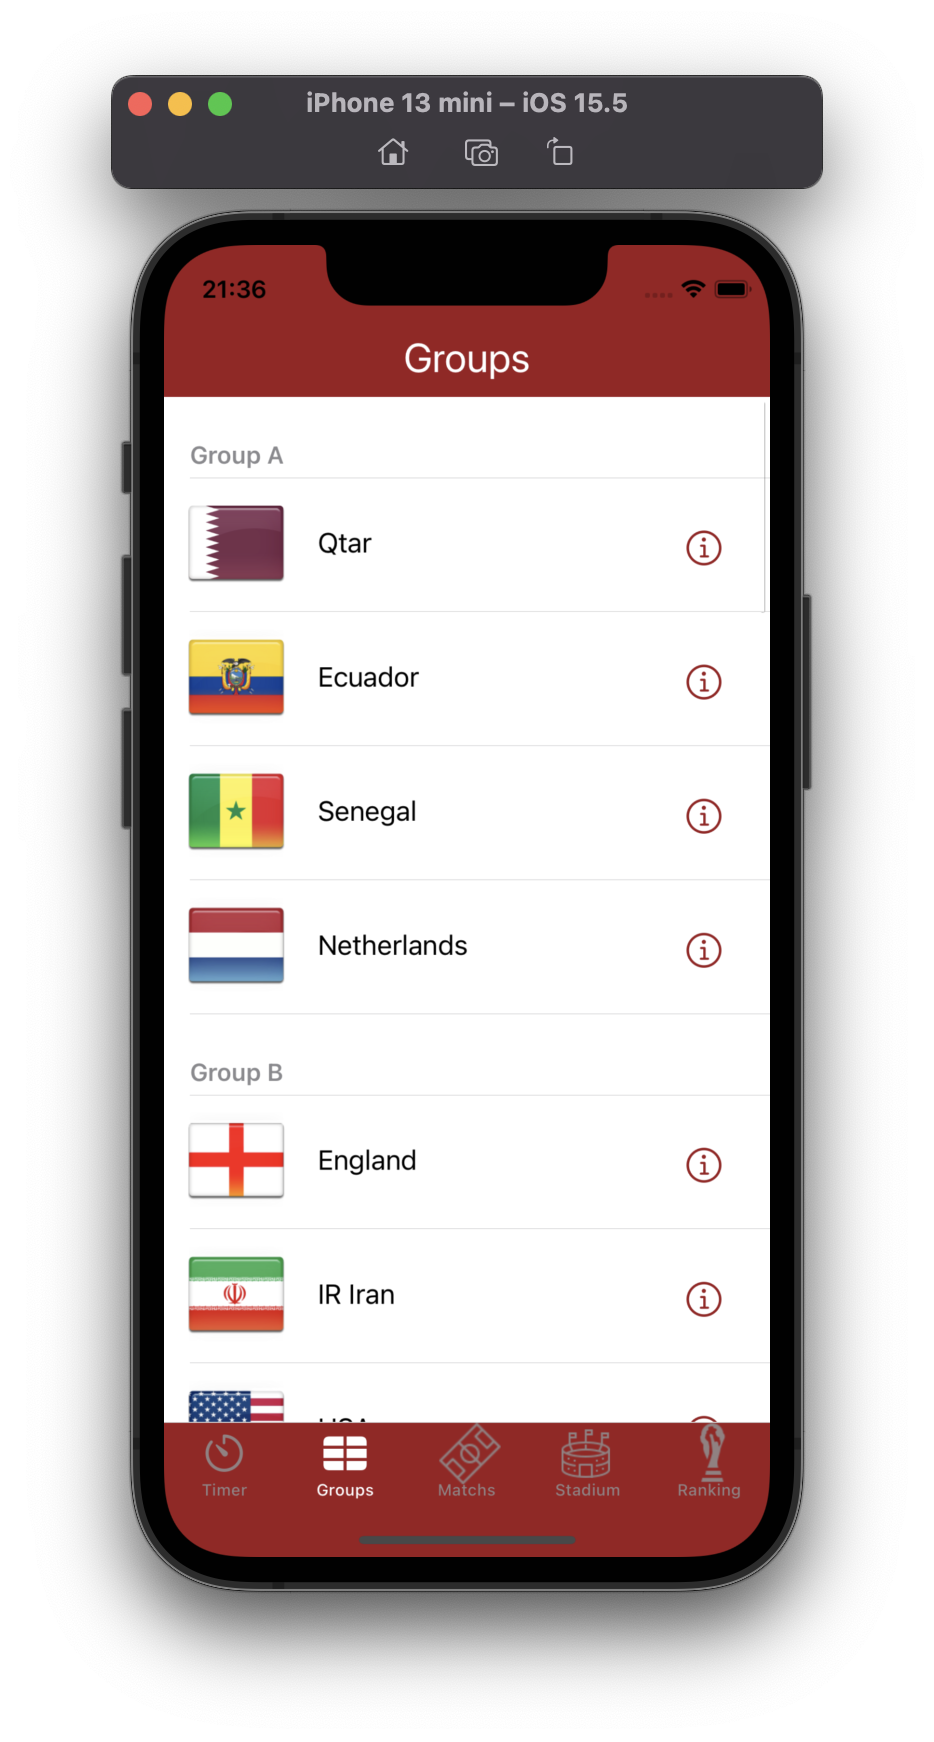 iPhone 13 mini – iOS 15.5
21:36
Groups
Group A
Qtar
Ecuador
Senegal
Netherlands
Group B
England
IR Iran
USA
Timer
Groups
Matchs
Stadium
Ranking